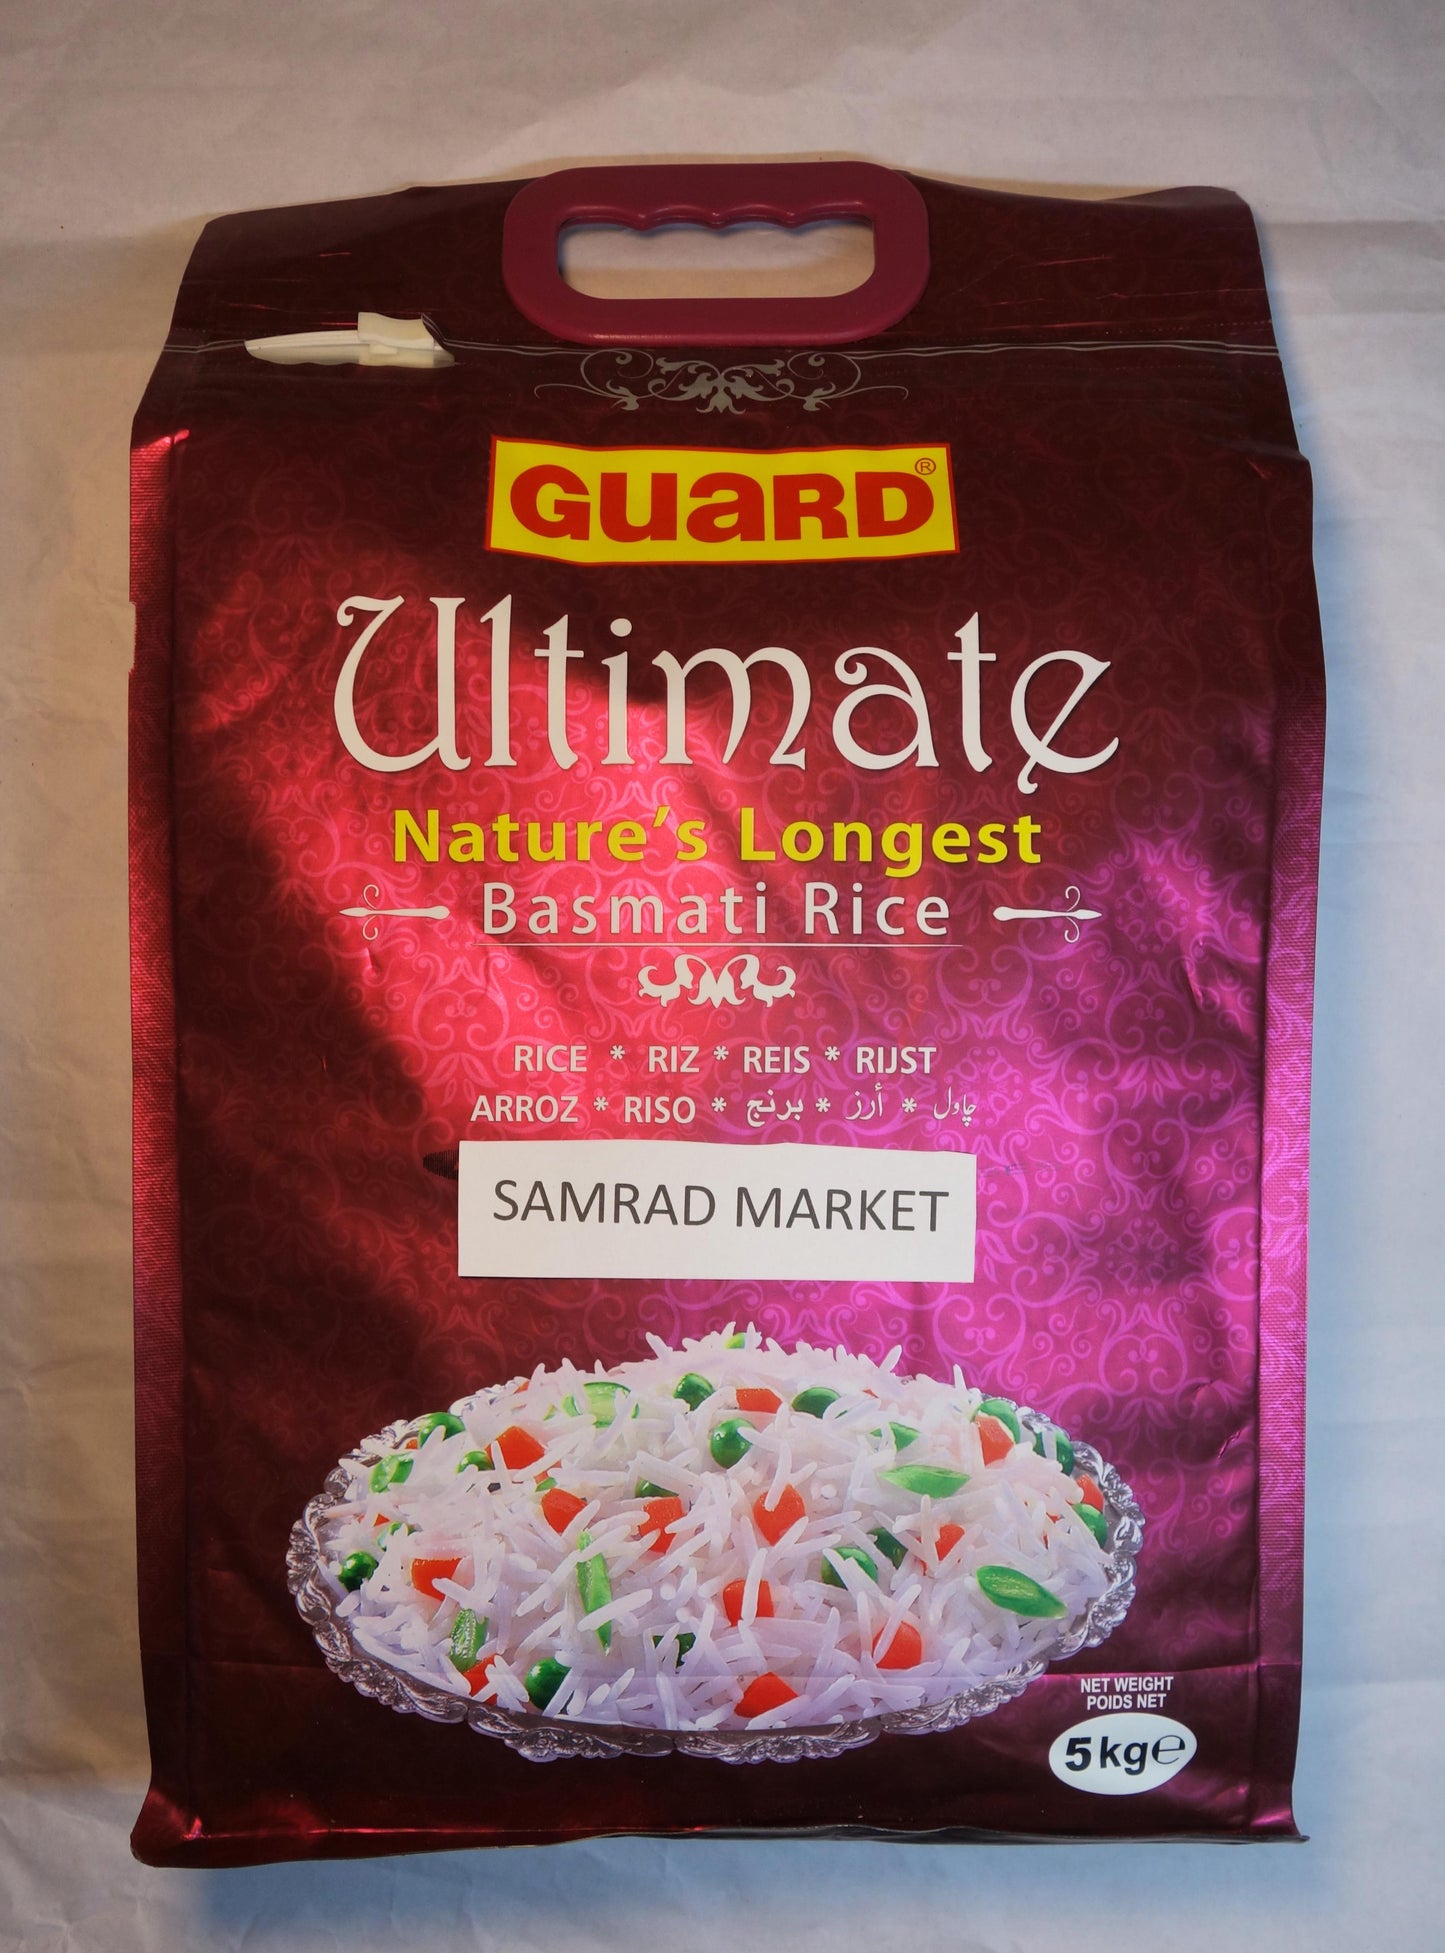 GUARD®
Ultimate
Nature's Longest
Basmati Rice
RICE * RIZ * REIS * RIJST
ARROZ * RISO * برنج * أرز * چاول
SAMRAD MARKET
NET WEIGHT
POIDS NET
5kg℮